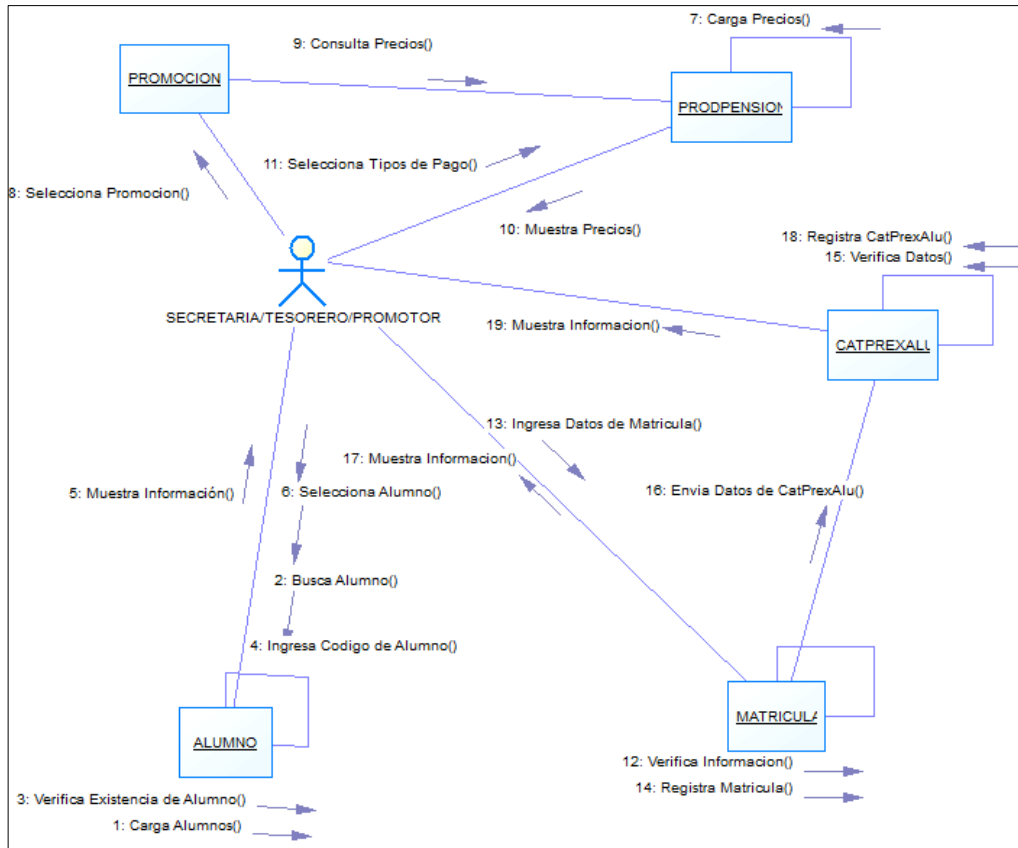 7: Carga Precios()
9: Consulta Precios()
PROMOCION
PRODPENSION
11: Selecciona Tipos de Pago()
8: Selecciona Promocion()
10: Muestra Precios()
18: Registra CatPrexAlu()
15: Verifica Datos()
SECRETARIA/TESORERO/PROMOTOR
19: Muestra Informacion()
CATPREXALU
13: Ingresa Datos de Matricula()
17: Muestra Informacion()
5: Muestra Información()
6: Selecciona Alumno()
16: Envia Datos de CatPrexAlu()
2: Busca Alumno()
4: Ingresa Codigo de Alumno()
MATRICULA
ALUMNO
12: Verifica Informacion()
14: Registra Matricula()
3: Verifica Existencia de Alumno()
1: Carga Alumnos()